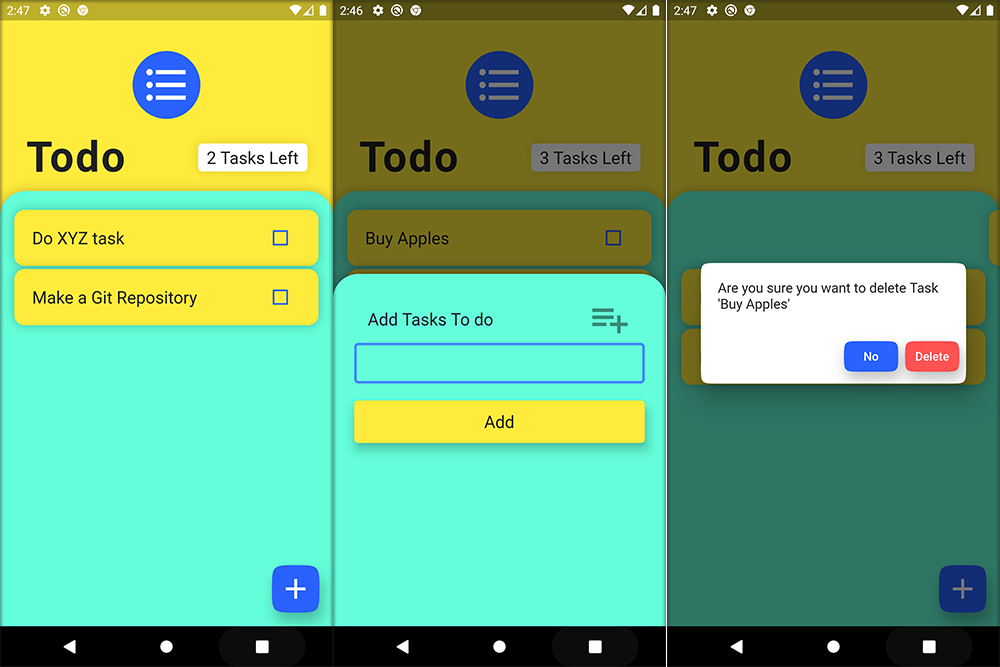 2:47
Todo
2 Tasks Left
Do XYZ task
Make a Git Repository
2:46
Todo
3 Tasks Left
Buy Apples
Add Tasks To do
Add
2:47
Todo
3 Tasks Left
Are you sure you want to delete Task
'Buy Apples'
No
Delete